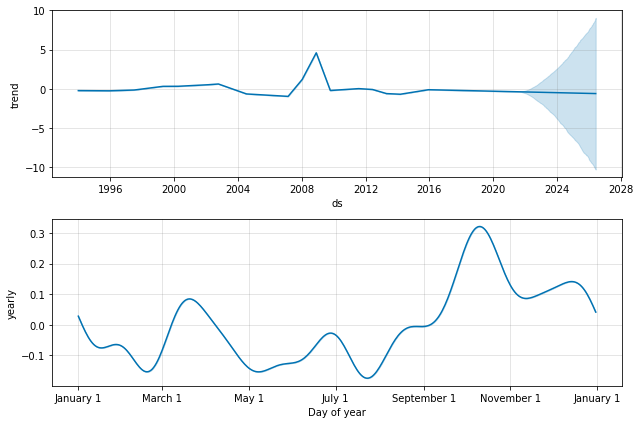 10
5
0
−5
−10
trend
1996
2000
2004
2008
2012
2016
2020
2024
2028
ds
0.3
0.2
0.1
0.0
−0.1
yearly
January 1
March 1
May 1
July 1
September 1
November 1
January 1
Day of year